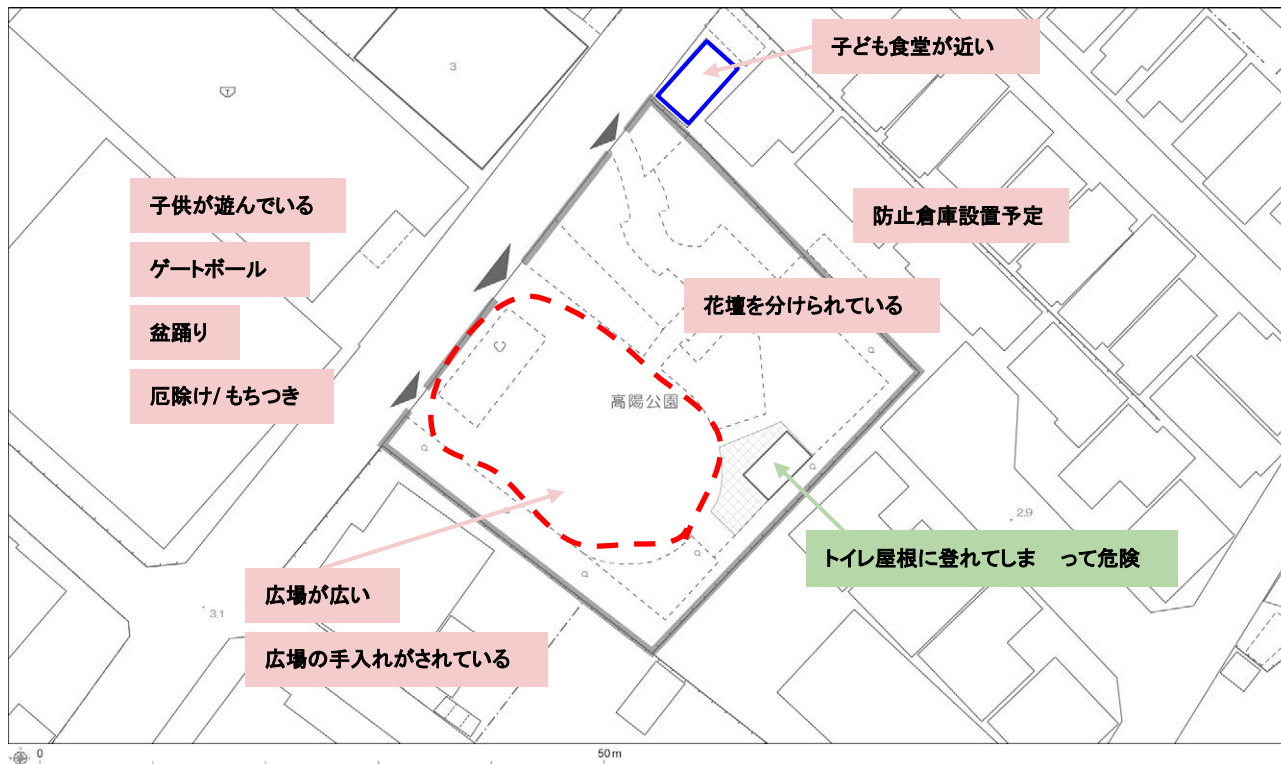 子ども食堂が近い
3
子供が遊んでいる
防止倉庫設置予定
ゲートボール
花壇を分けられている
盆踊り
厄除け/もちつき
高陽公園
2.9
トイレ屋根に登れてしま って危険
広場が広い
3.1
広場の手入れがされている
0
50m